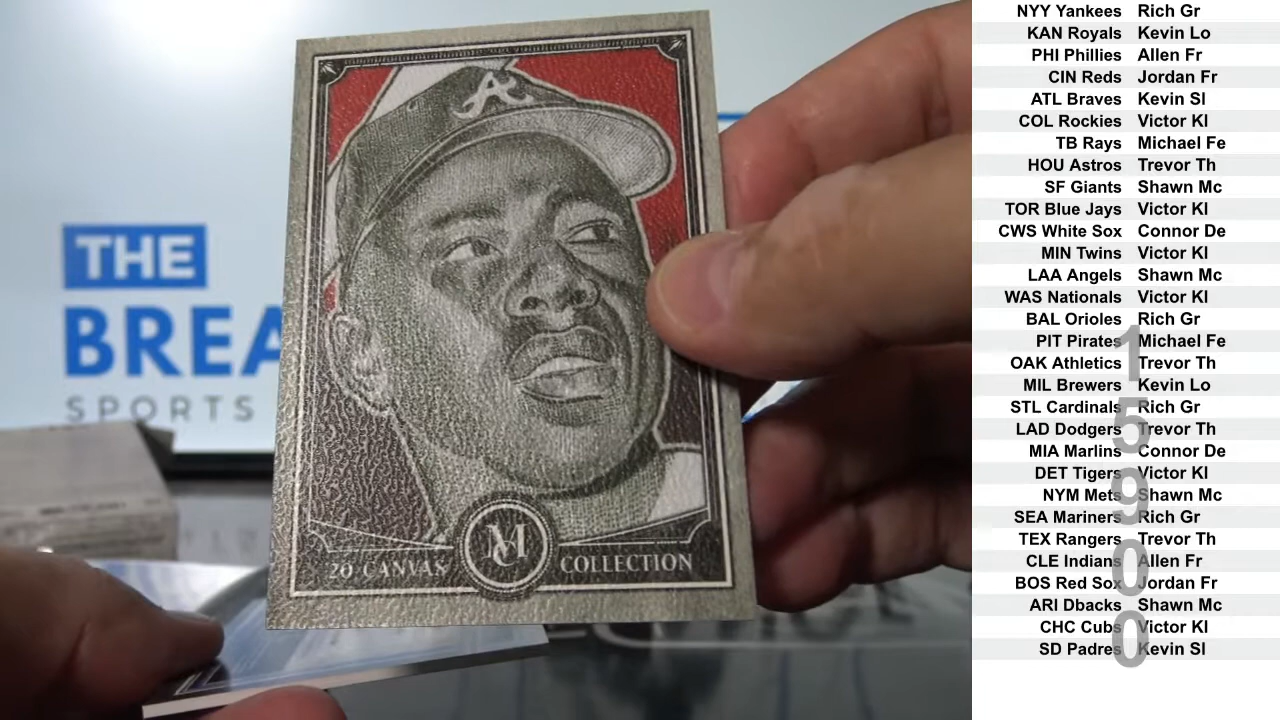 THE
BREA
SPORTS
A
MC
20 CANVAS COLLECTION
NYY Yankees Rich Gr
KAN Royals Kevin Lo
PHI Phillies Allen Fr
CIN Reds Jordan Fr
ATL Braves Kevin Sl
COL Rockies Victor Kl
TB Rays Michael Fe
HOU Astros Trevor Th
SF Giants Shawn Mc
TOR Blue Jays Victor Kl
CWS White Sox Connor De
MIN Twins Victor Kl
LAA Angels Shawn Mc
WAS Nationals Victor Kl
BAL Orioles Rich Gr
PIT Pirates Michael Fe
OAK Athletics Trevor Th
MIL Brewers Kevin Lo
STL Cardinals Rich Gr
LAD Dodgers Trevor Th
MIA Marlins Connor De
DET Tigers Victor Kl
NYM Mets Shawn Mc
SEA Mariners Rich Gr
TEX Rangers Trevor Th
CLE Indians Allen Fr
BOS Red Sox Jordan Fr
ARI Dbacks Shawn Mc
CHC Cubs Victor Kl
SD Padres Kevin Sl
15900